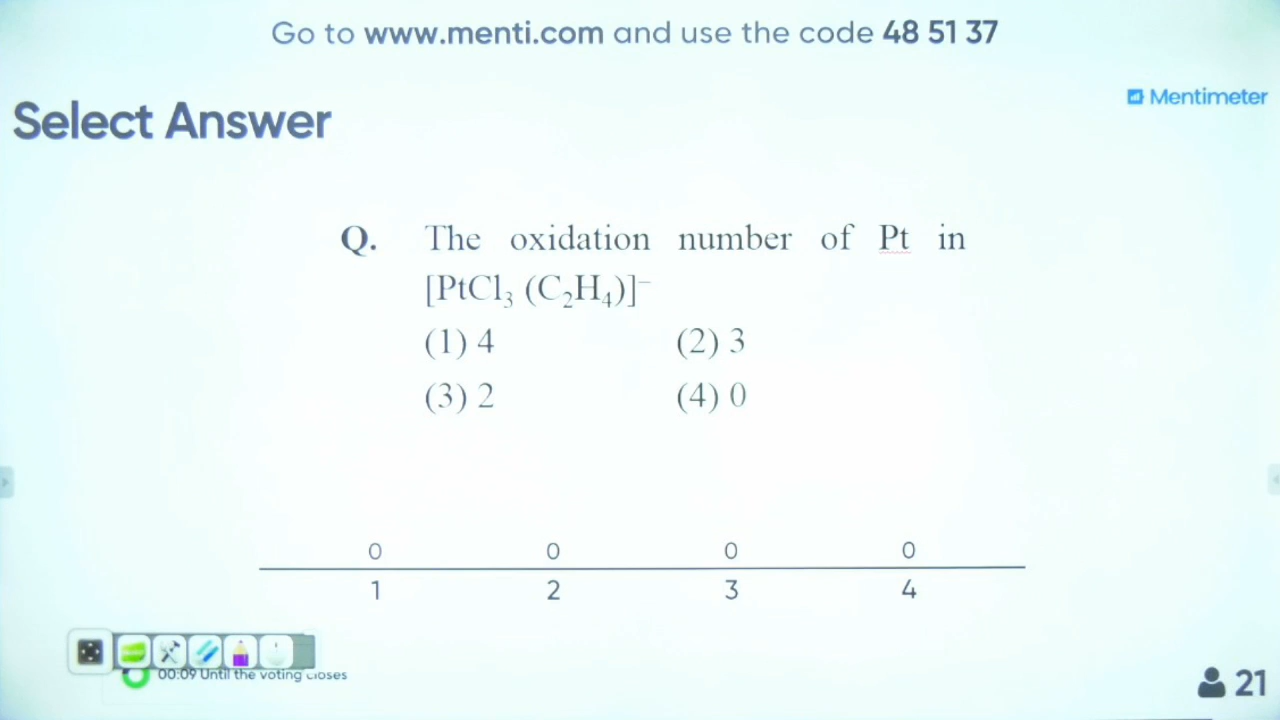 Go to www.menti.com and use the code 48 51 37
Mentimeter
Select Answer
Q. The oxidation number of Pt in
[PtCl₃ (C₂H₄)]⁻
(1) 4 (2) 3
(3) 2 (4) 0
0 0 0 0
1 2 3 4
00:09 Until the voting closes
21